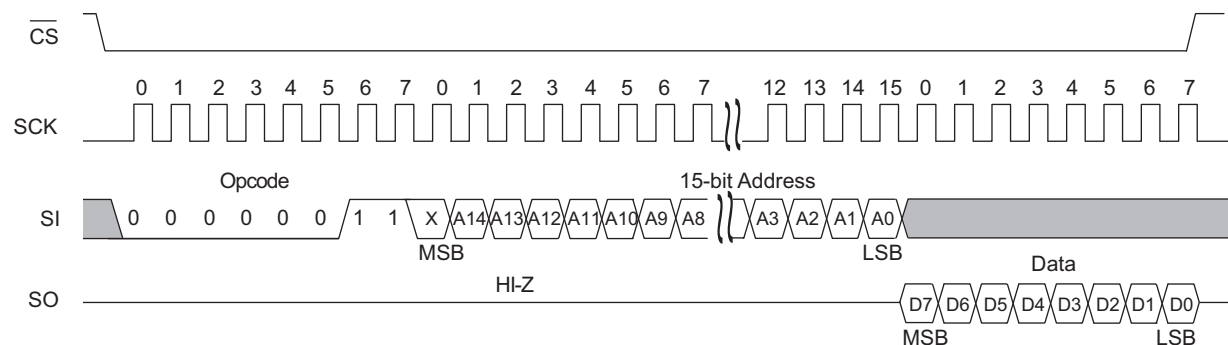 CS
0 1 2 3 4 5 6 7 0 1 2 3 4 5 6 7 12 13 14 15 0 1 2 3 4 5 6 7
SCK
Opcode 15-bit Address
SI 0 0 0 0 0 0 1 1 X A14 A13 A12 A11 A10 A9 A8 A3 A2 A1 A0
MSB LSB
HI-Z Data
SO D7 D6 D5 D4 D3 D2 D1 D0
MSB LSB